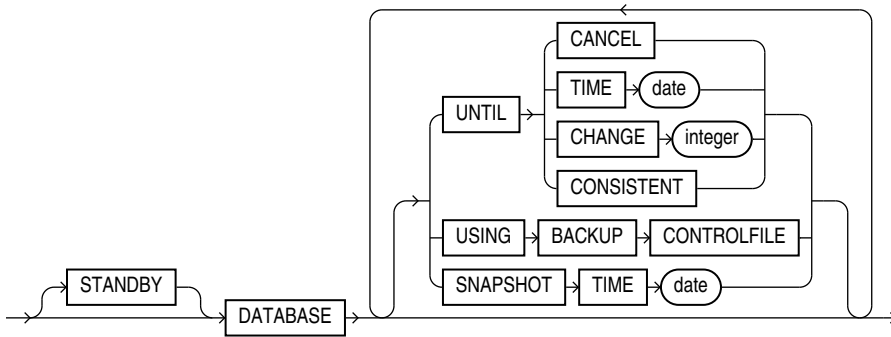 CANCEL
TIME date
UNTIL
CHANGE integer
CONSISTENT
USING BACKUP CONTROLFILE
STANDBY
SNAPSHOT TIME date
DATABASE